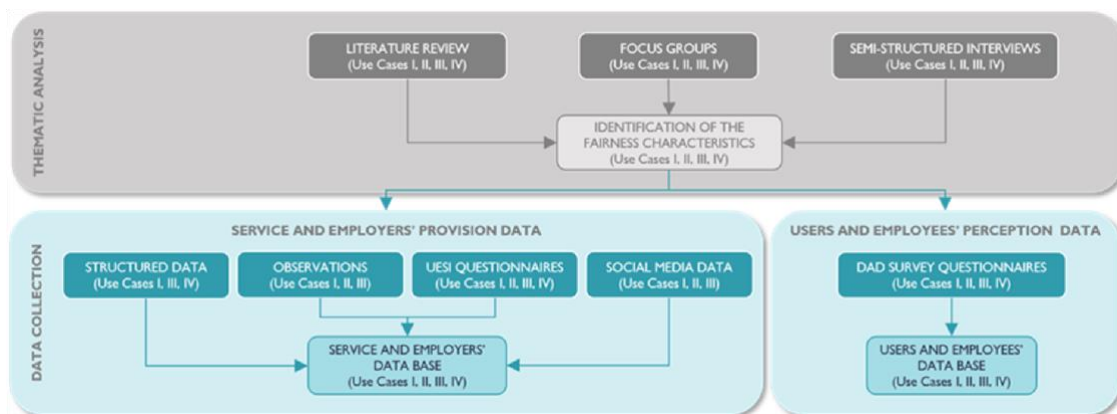 THEMATIC ANALYSIS
LITERATURE REVIEW
(Use Cases I, II, III, IV)
FOCUS GROUPS
(Use Cases I, II, III, IV)
SEMI-STRUCTURED INTERVIEWS
(Use Cases I, II, III, IV)
IDENTIFICATION OF THE
FAIRNESS CHARACTERISTICS
(Use Cases I, II, III, IV)
DATA COLLECTION
SERVICE AND EMPLOYERS' PROVISION DATA
STRUCTURED DATA
(Use Cases I, III, IV)
OBSERVATIONS
(Use Cases I, II, III)
UESI QUESTIONNAIRES
(Use Cases I, II, III, IV)
SOCIAL MEDIA DATA
(Use Cases I, II, III)
SERVICE AND EMPLOYERS'
DATA BASE
(Use Cases I, II, III, IV)
USERS AND EMPLOYEES' PERCEPTION DATA
DAD SURVEY QUESTIONNAIRES
(Use Cases I, II, III, IV)
USERS AND EMPLOYEES'
DATA BASE
(Use Cases I, II, III, IV)